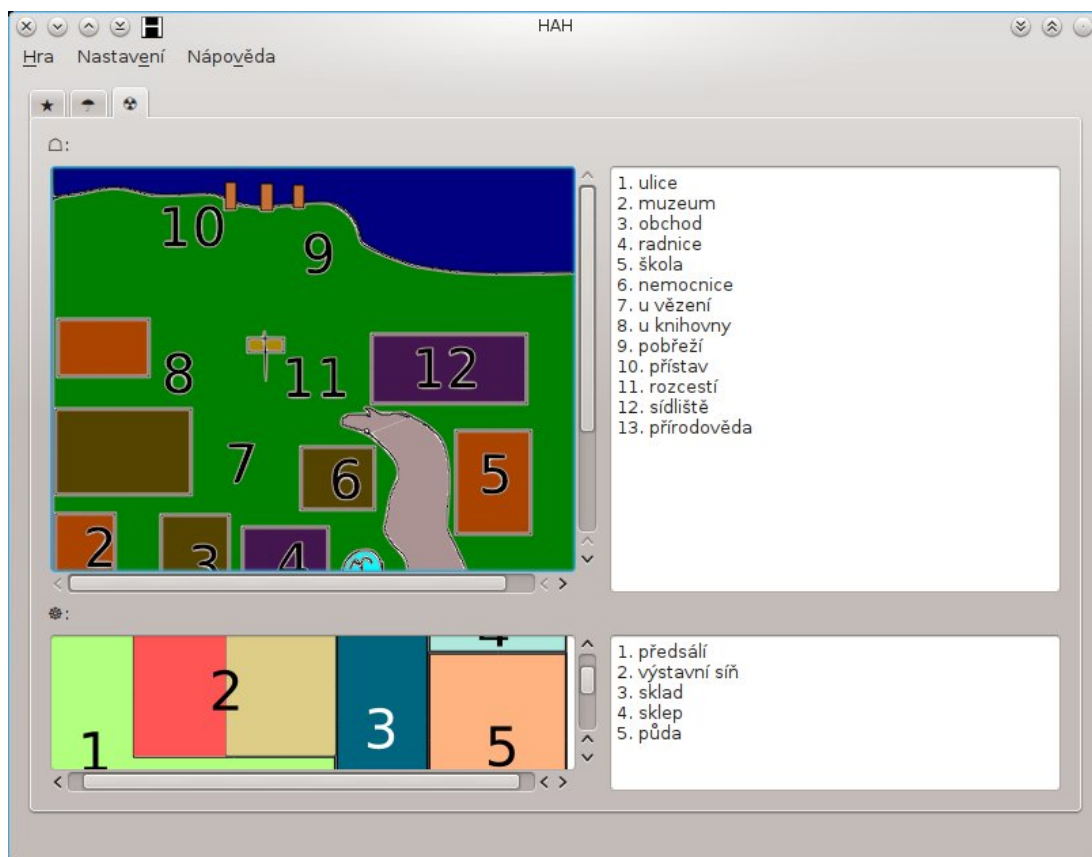 HAH
Hra Nastavení Nápověda
10
9
8
11
12
7
6
5
2
3
4
1. ulice
2. muzeum
3. obchod
4. radnice
5. škola
6. nemocnice
7. u vězení
8. u knihovny
9. pobřeží
10. přístav
11. rozcestí
12. sídliště
13. přírodověda
4
2
3
5
1
1. předsálí
2. výstavní síň
3. sklad
4. sklep
5. půda